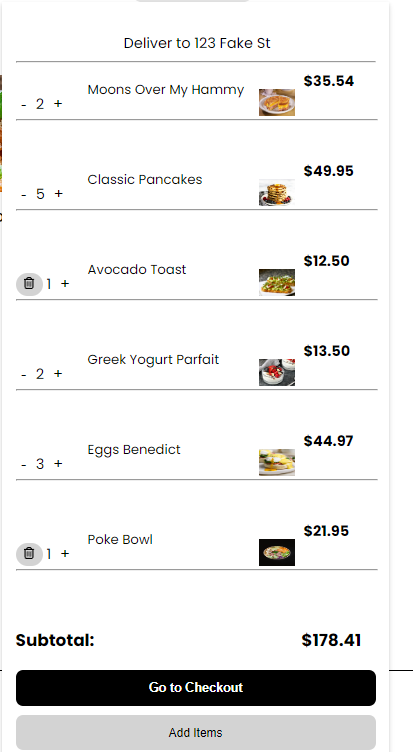 Deliver to 123 Fake St
Moons Over My Hammy $35.54
- 2 +
Classic Pancakes $49.95
- 5 +
Avocado Toast $12.50
1 +
Greek Yogurt Parfait $13.50
- 2 +
Eggs Benedict $44.97
- 3 +
Poke Bowl $21.95
1 +
Subtotal: $178.41
Go to Checkout
Add Items